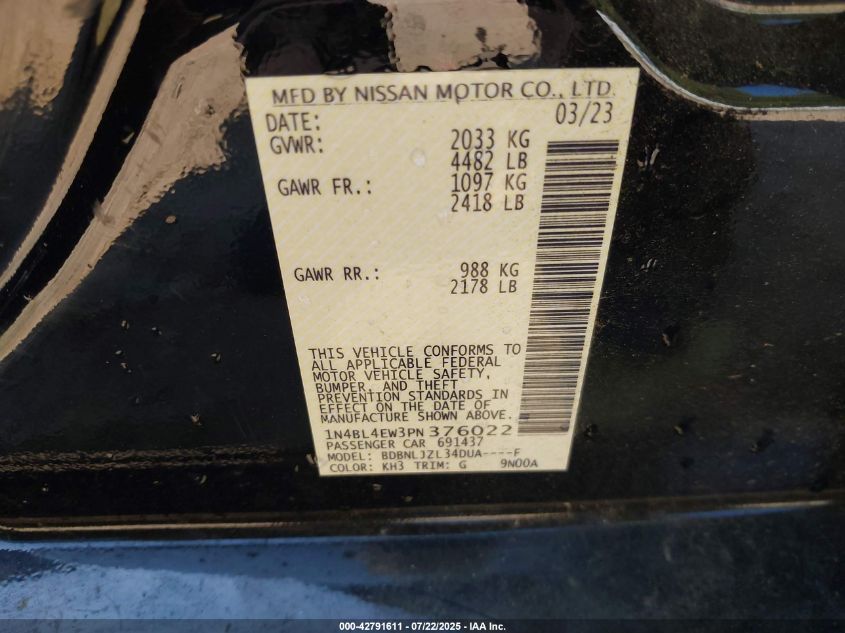 MFD BY NISSAN MOTOR CO., LTD.
DATE: 03/23
GVWR: 2033 KG
4482 LB
GAWR FR.: 1097 KG
2418 LB
GAWR RR.: 988 KG
2178 LB
THIS VEHICLE CONFORMS TO
ALL APPLICABLE FEDERAL
MOTOR VEHICLE SAFETY,
BUMPER, AND THEFT
PREVENTION STANDARDS IN
EFFECT ON THE DATE OF
MANUFACTURE SHOWN ABOVE.
1N4BL4EW3PN376022
PASSENGER CAR 691437
MODEL: BDBNLJZL34DUA----F
COLOR: KH3 TRIM: G 9N00A
000-42791611 - 07/22/2025 - IAA Inc.